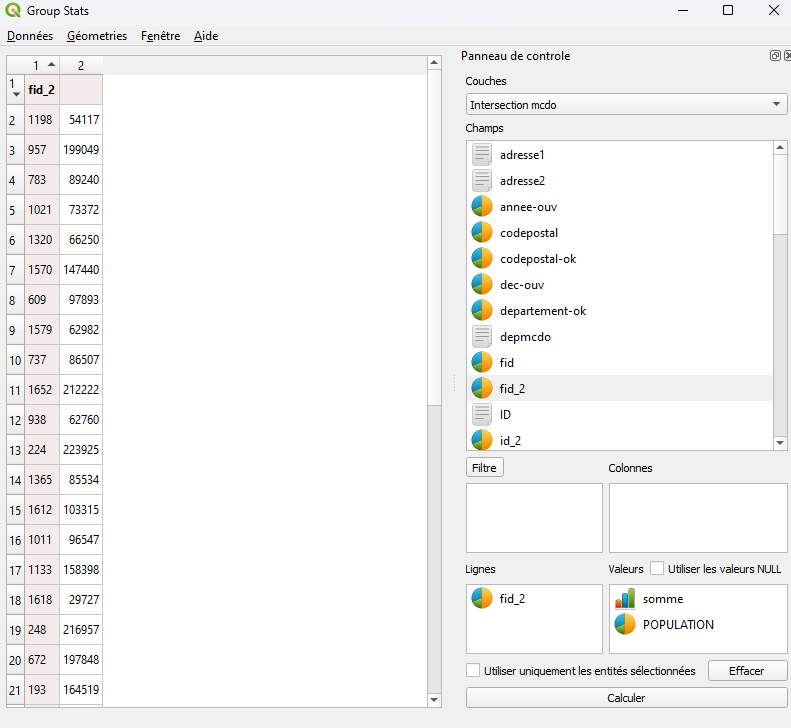 Group Stats
Données Géometries Fenêtre Aide
1 2
1 fid_2
2 1198 54117
3 957 199049
4 783 89240
5 1021 73372
6 1320 66250
7 1570 147440
8 609 97893
9 1579 62982
10 737 86507
11 1652 212222
12 938 62760
13 224 223925
14 1365 85534
15 1612 103315
16 1011 96547
17 1133 158398
18 1618 29727
19 248 216957
20 672 197848
21 193 164519
Panneau de controle
Couches
Intersection mcdo
Champs
adresse1
adresse2
annee-ouv
codepostal
codepostal-ok
dec-ouv
departement-ok
depmcdo
fid
fid_2
ID
id_2
Filtre Colonnes
Lignes Valeurs Utiliser les valeurs NULL
fid_2 somme
POPULATION
Utiliser uniquement les entités sélectionnées Effacer
Calculer